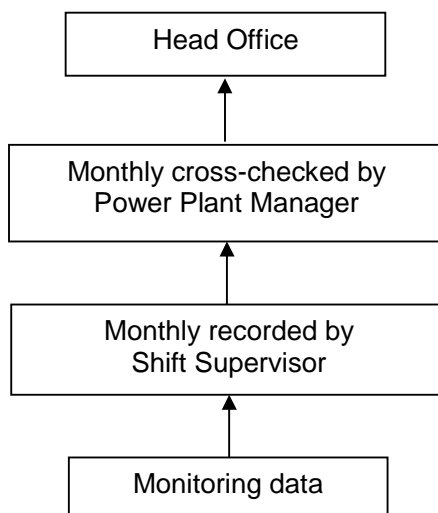 Head Office
Monthly cross-checked by
Power Plant Manager
Monthly recorded by
Shift Supervisor
Monitoring data